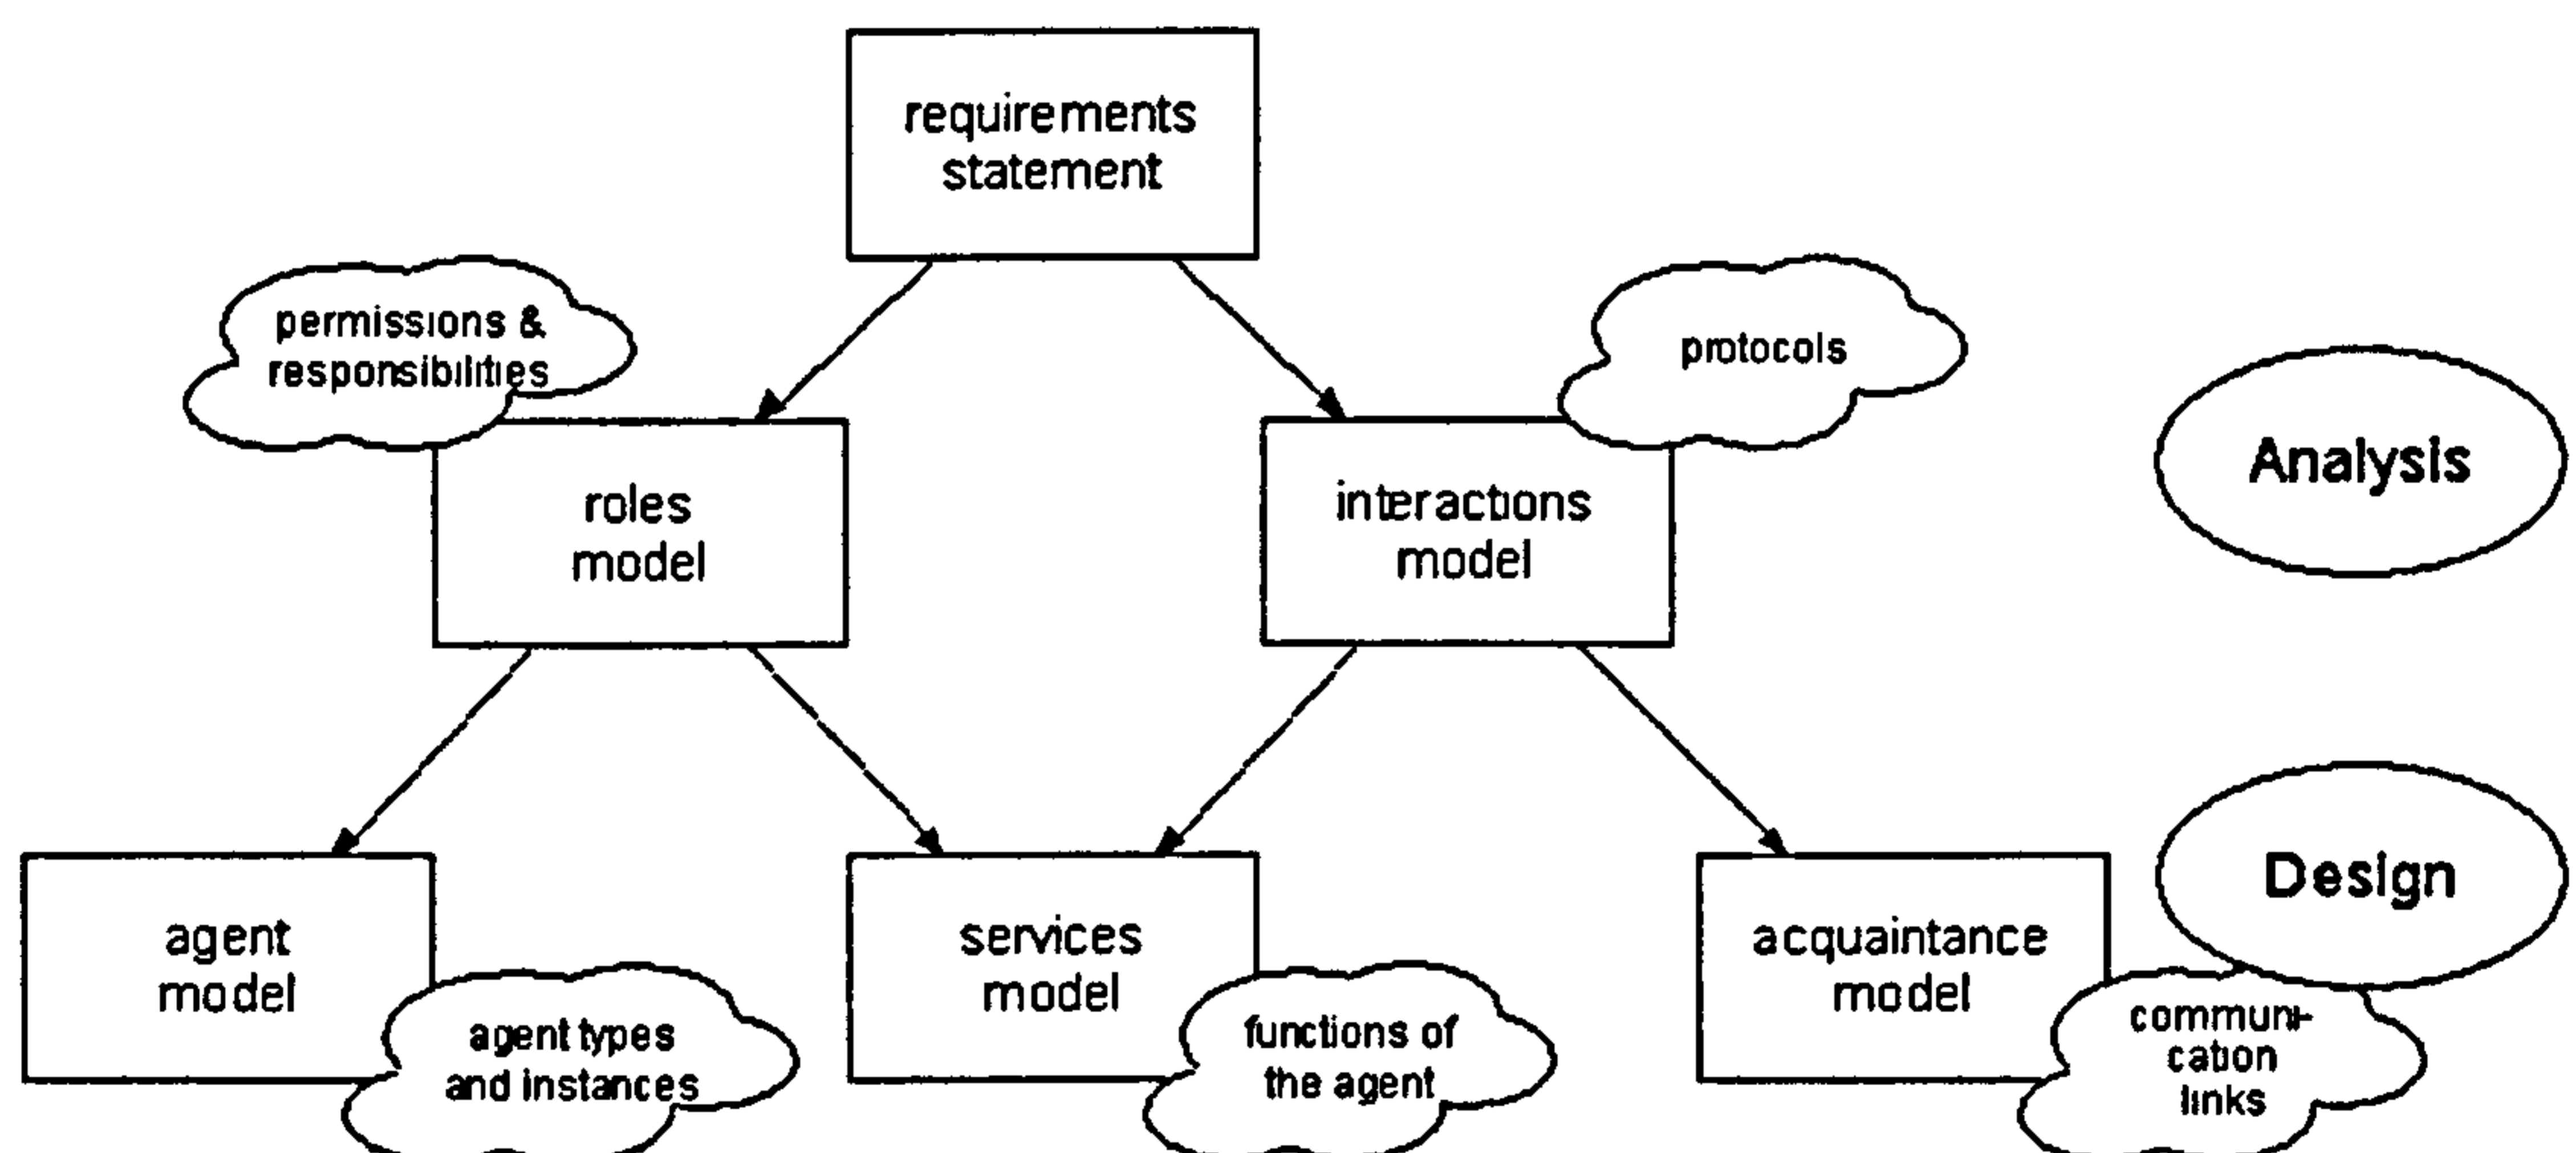 requirements
statement
permissions &
responsibilities
protocols
roles
model
interactions
model
Analysis
agent
model
services
model
acquaintance
model
Design
agent types
and instances
functions of
the agent
communi-
cation
links